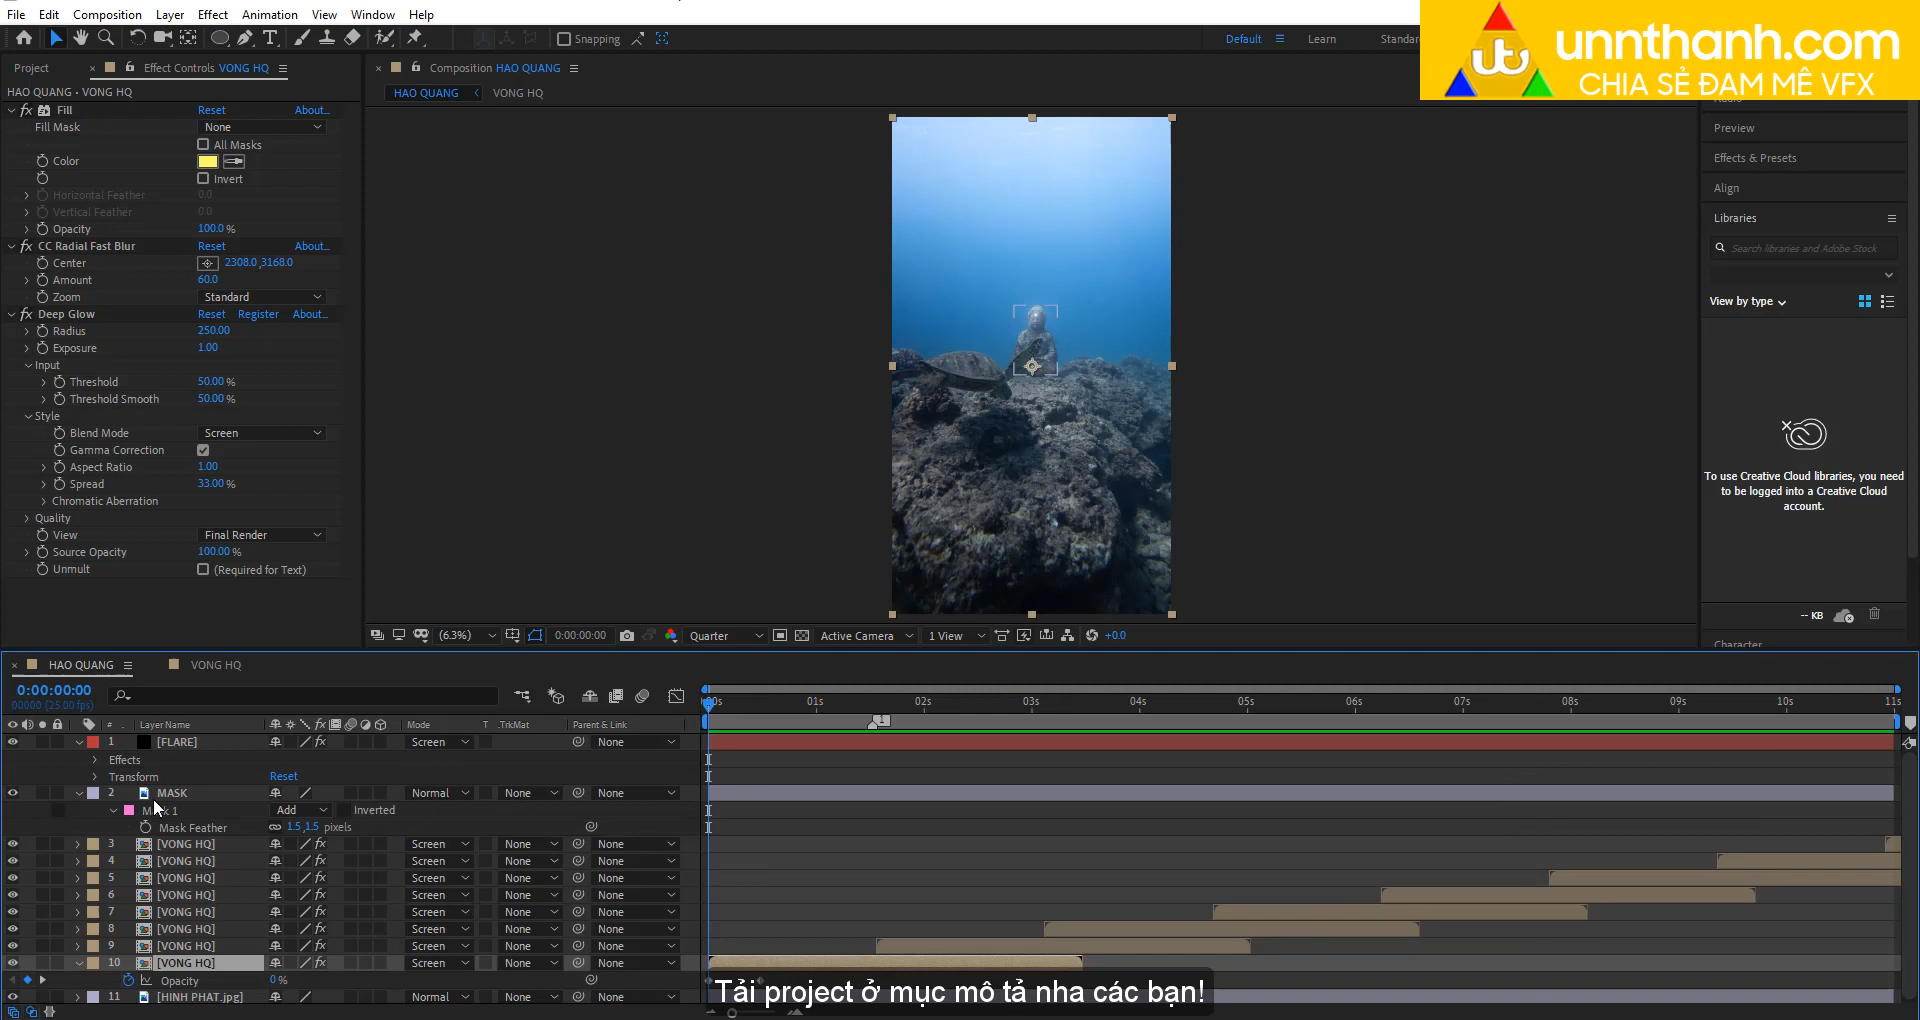 File Edit Composition Layer Effect Animation View Window Help
Snapping Default Learn
unnthanh.com
CHIA SẺ ĐAM MÊ VFX
Project Effect Controls VONG HQ
HAO QUANG • VONG HQ
fx Fill Reset About...
Fill Mask None
All Masks
Color
Invert
Horizontal Feather 0.0
Vertical Feather 0.0
Opacity 100.0 %
fx CC Radial Fast Blur Reset About...
Center 2308.0,3168.0
Amount 60.0
Zoom Standard
fx Deep Glow Reset Register About...
Radius 250.00
Exposure 1.00
Input
Threshold 50.00 %
Threshold Smooth 50.00 %
Style
Blend Mode Screen
Gamma Correction
Aspect Ratio 1.00
Spread 33.00 %
Chromatic Aberration
Quality
View Final Render
Source Opacity 100.00 %
Unmult (Required for Text)
Composition HAO QUANG
HAO QUANG VONG HQ
(6.3%) 0:00:00:00 Quarter Active Camera 1 View +0.0
Preview
Effects & Presets
Align
Libraries
Search libraries and Adobe Stock
View by type
To use Creative Cloud libraries, you need
to be logged into a Creative Cloud
account.
-- KB
HAO QUANG VONG HQ
0:00:00:00
00000 (25.00 fps)
01s 02s 03s 04s 05s 06s 07s 08s 09s 10s 11s
# Layer Name fx Mode T .TrkMat Parent & Link
1
1 [FLARE] fx Screen None
Effects
Transform Reset
2 MASK Normal None None
Add Inverted
Mask Feather 1.5,1.5 pixels
3 [VONG HQ] fx Screen None None
4 [VONG HQ] fx Screen None None
5 [VONG HQ] fx Screen None None
6 [VONG HQ] fx Screen None None
7 [VONG HQ] fx Screen None None
8 [VONG HQ] fx Screen None None
9 [VONG HQ] fx Screen None None
10 [VONG HQ] fx Screen None None
Opacity 0 %
11 [HINH PHAT.jpg] Normal None None
Tải project ở mục mô tả nha các bạn!